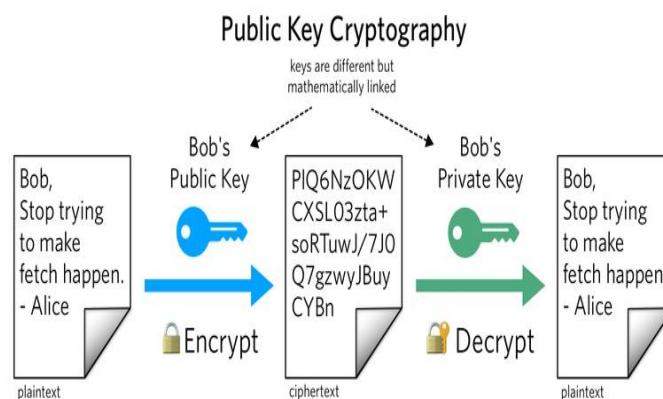 Public Key Cryptography
keys are different but
mathematically linked
Bob,
Stop trying
to make
fetch happen.
- Alice
plaintext
Bob's
Public Key
Encrypt
PIQ6NzOKW
CXSL03zta+
soRTuwJ/7J0
Q7gzwyJBuy
CYBn
ciphertext
Bob's
Private Key
Decrypt
Bob,
Stop trying
to make
fetch happen.
- Alice
plaintext